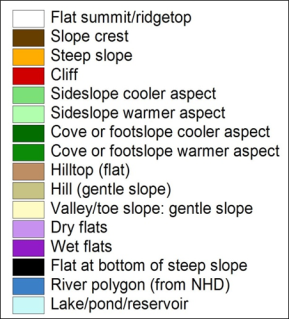 Flat summit/ridgetop
Slope crest
Steep slope
Cliff
Sideslope cooler aspect
Sideslope warmer aspect
Cove or footslope cooler aspect
Cove or footslope warmer aspect
Hilltop (flat)
Hill (gentle slope)
Valley/toe slope: gentle slope
Dry flats
Wet flats
Flat at bottom of steep slope
River polygon (from NHD)
Lake/pond/reservoir